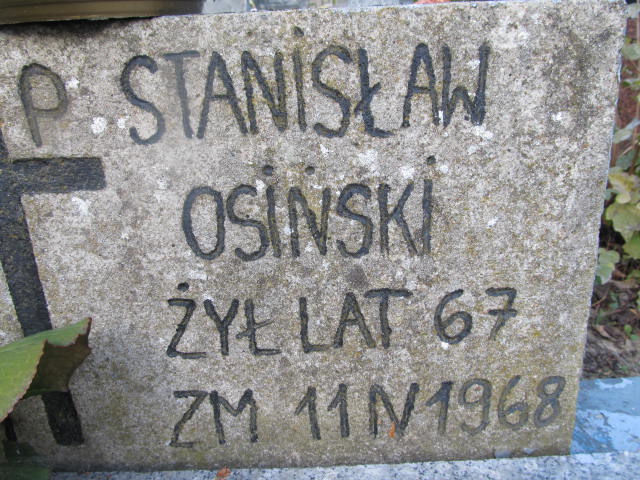 P STANISŁAW
OSIŃSKI
ŻYŁ LAT 67
ZM 11 IV 1968